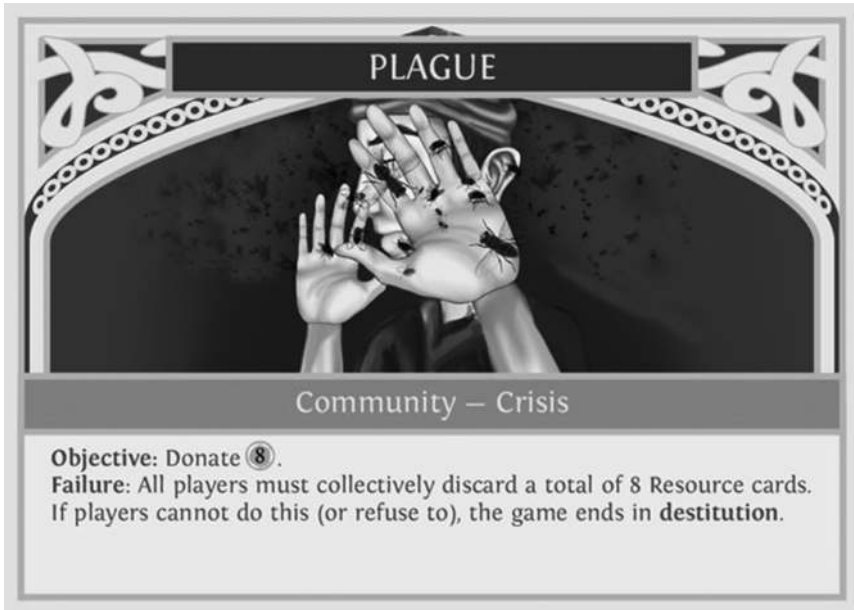 PLAGUE
Community – Crisis
Objective: Donate 8.
Failure: All players must collectively discard a total of 8 Resource cards.
If players cannot do this (or refuse to), the game ends in destitution.